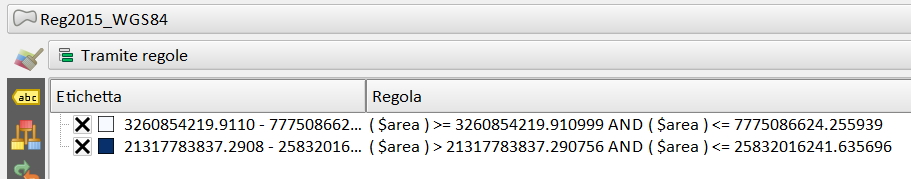 Reg2015_WGS84
Tramite regole
abc
Etichetta Regola
3260854219.9110 - 777508662... ( $area ) >= 3260854219.910999 AND ( $area ) <= 7775086624.255939
21317783837.2908 - 25832016... ( $area ) > 21317783837.290756 AND ( $area ) <= 25832016241.635696